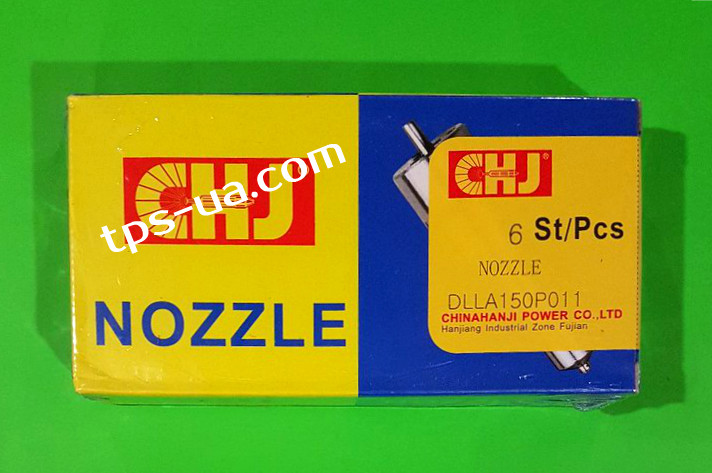 CHJ
tps-ua.com
NOZZLE
CHJ®
6 St/Pcs
NOZZLE
DLLA150P011
CHINAHANJI POWER CO.,LTD
Hanjiang Industrial Zone Fujian